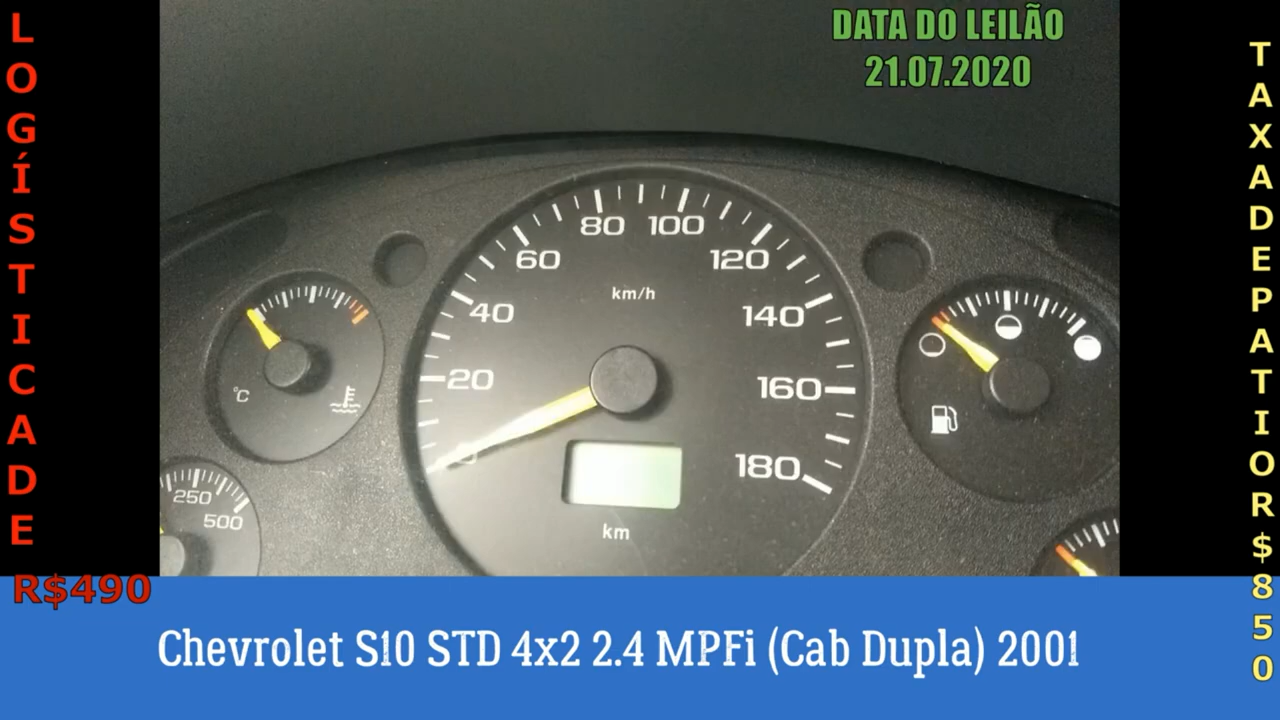 LOGÍSTICA DE
R$490
DATA DO LEILÃO
21.07.2020
TAXA DE PATIO R$850
20
40
60
80
100
120
140
160
180
km/h
km
°C
250
500
Chevrolet S10 STD 4x2 2.4 MPFi (Cab Dupla) 2001